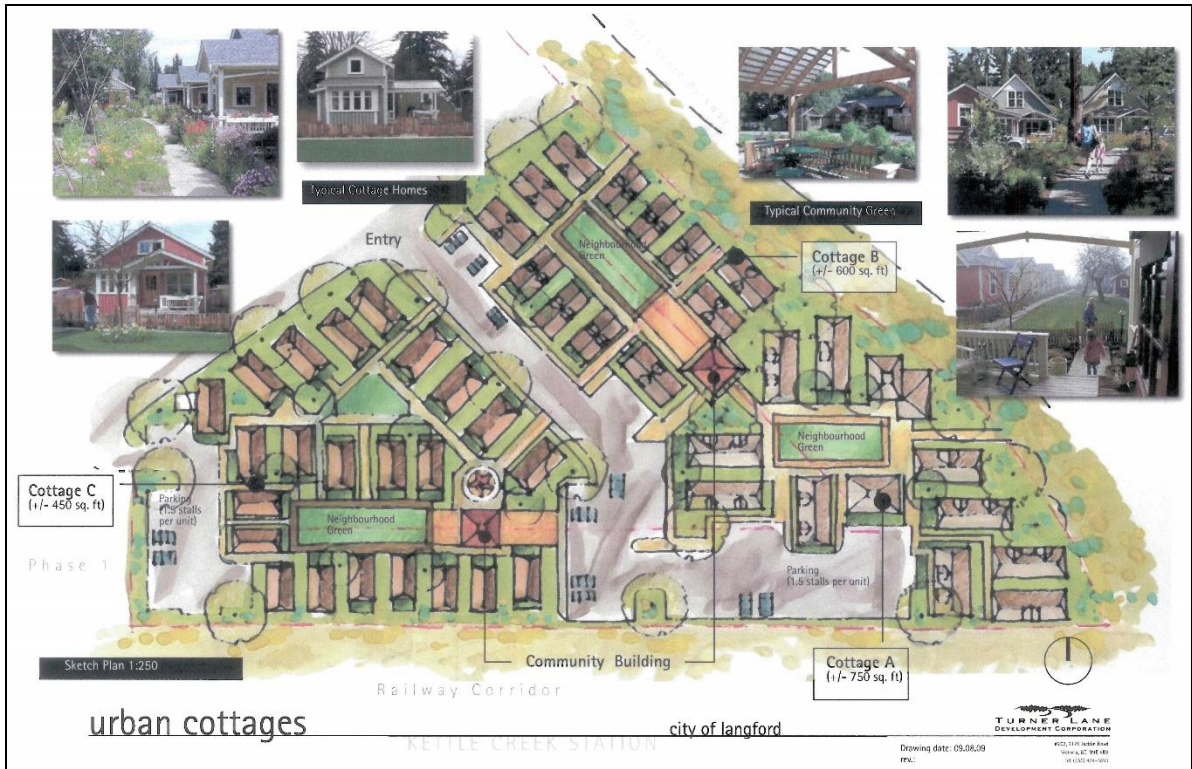 Typical Cottage Homes
Typical Community Green
Entry
Neighbourhood
Green
Cottage B
(+/- 600 sq. ft)
Neighbourhood
Green
Cottage C
(+/- 450 sq. ft)
Parking
(1.5 stalls
per unit)
Neighbourhood
Green
Phase 1
Parking
(1.5 stalls per unit)
Sketch Plan 1:250
Community Building
Cottage A
(+/- 750 sq. ft)
Railway Corridor
urban cottages
city of langford
KETTLE CREEK STATION
TURNER LANE
DEVELOPMENT CORPORATION
Drawing date: 09.08.09
rev.: